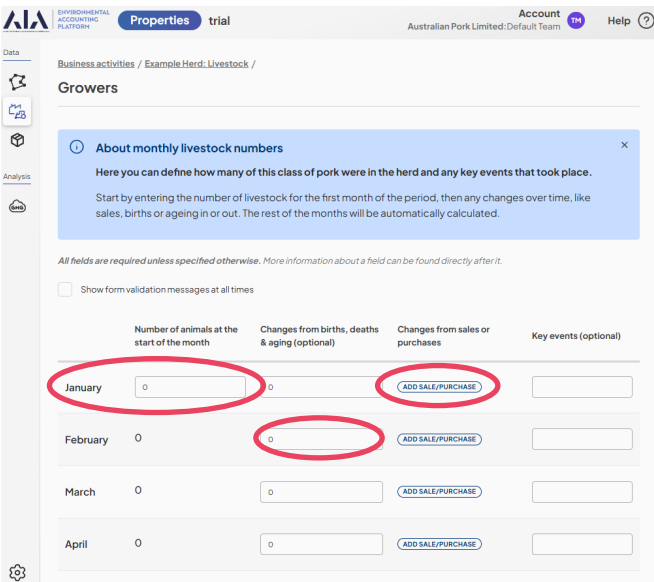 AIA ENVIRONMENTAL
ACCOUNTING
PLATFORM
Properties trial
Account
Australian Pork Limited: Default Team
TM
Help ?
Data
Business activities / Example Herd: Livestock /
Growers
About monthly livestock numbers ×
Here you can define how many of this class of pork were in the herd and any key events that took place.
Start by entering the number of livestock for the first month of the period, then any changes over time, like
sales, births or ageing in or out. The rest of the months will be automatically calculated.
Analysis
GHG
All fields are required unless specified otherwise. More information about a field can be found directly after it.
Show form validation messages at all times
Number of animals at the
start of the month
Changes from births, deaths
& aging (optional)
Changes from sales or
purchases
Key events (optional)
January 0 0 ADD SALE/PURCHASE
February 0 0 ADD SALE/PURCHASE
March 0 0 ADD SALE/PURCHASE
April 0 0 ADD SALE/PURCHASE